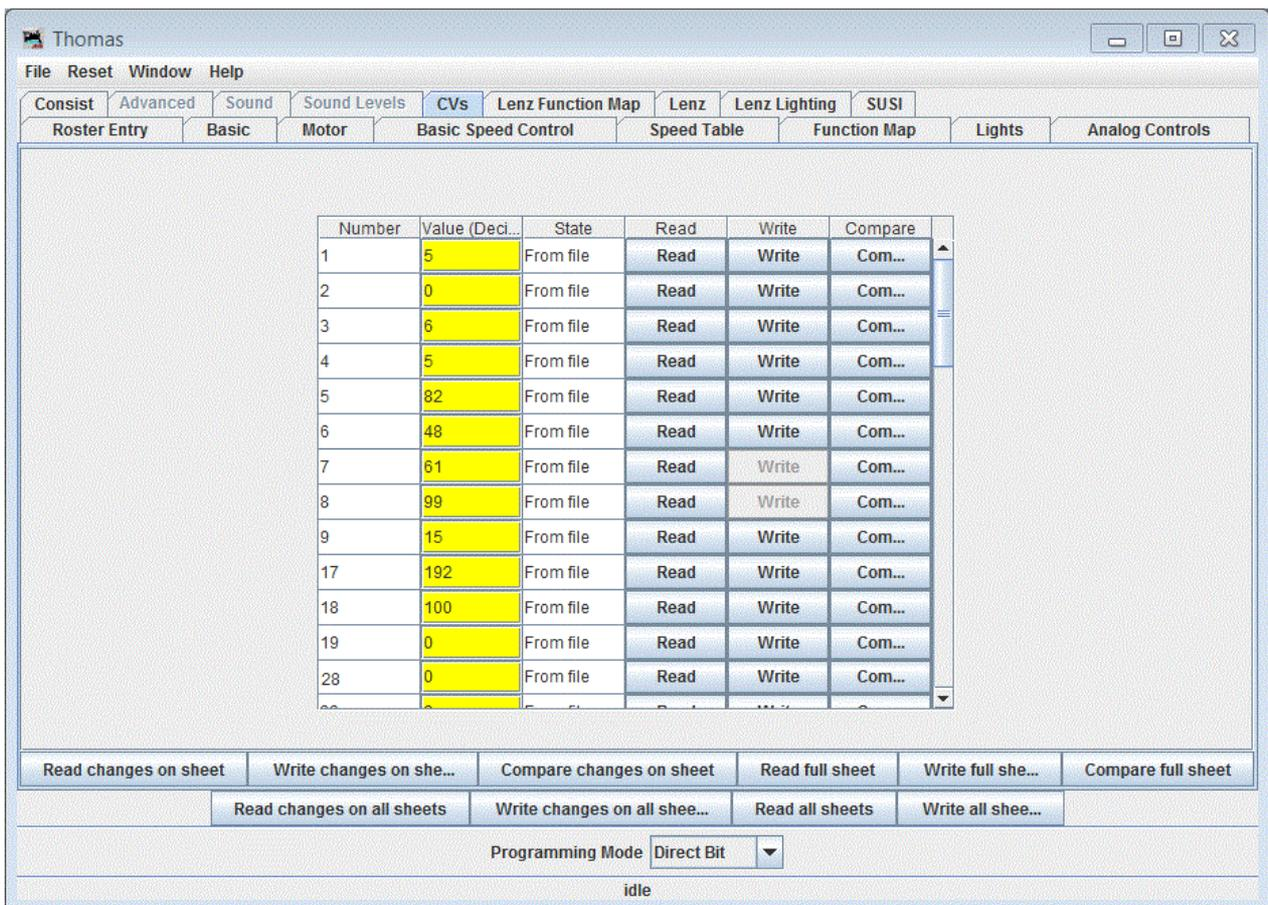 Thomas
File Reset Window Help
Consist Advanced Sound Sound Levels CVs Lenz Function Map Lenz Lenz Lighting SUSI
Roster Entry Basic Motor Basic Speed Control Speed Table Function Map Lights Analog Controls
Number Value (Deci... State Read Write Compare
1 5 From file Read Write Com...
2 0 From file Read Write Com...
3 6 From file Read Write Com...
4 5 From file Read Write Com...
5 82 From file Read Write Com...
6 48 From file Read Write Com...
7 61 From file Read Write Com...
8 99 From file Read Write Com...
9 15 From file Read Write Com...
17 192 From file Read Write Com...
18 100 From file Read Write Com...
19 0 From file Read Write Com...
28 0 From file Read Write Com...
Read changes on sheet Write changes on she... Compare changes on sheet Read full sheet Write full she... Compare full sheet
Read changes on all sheets Write changes on all shee... Read all sheets Write all shee...
Programming Mode Direct Bit
idle